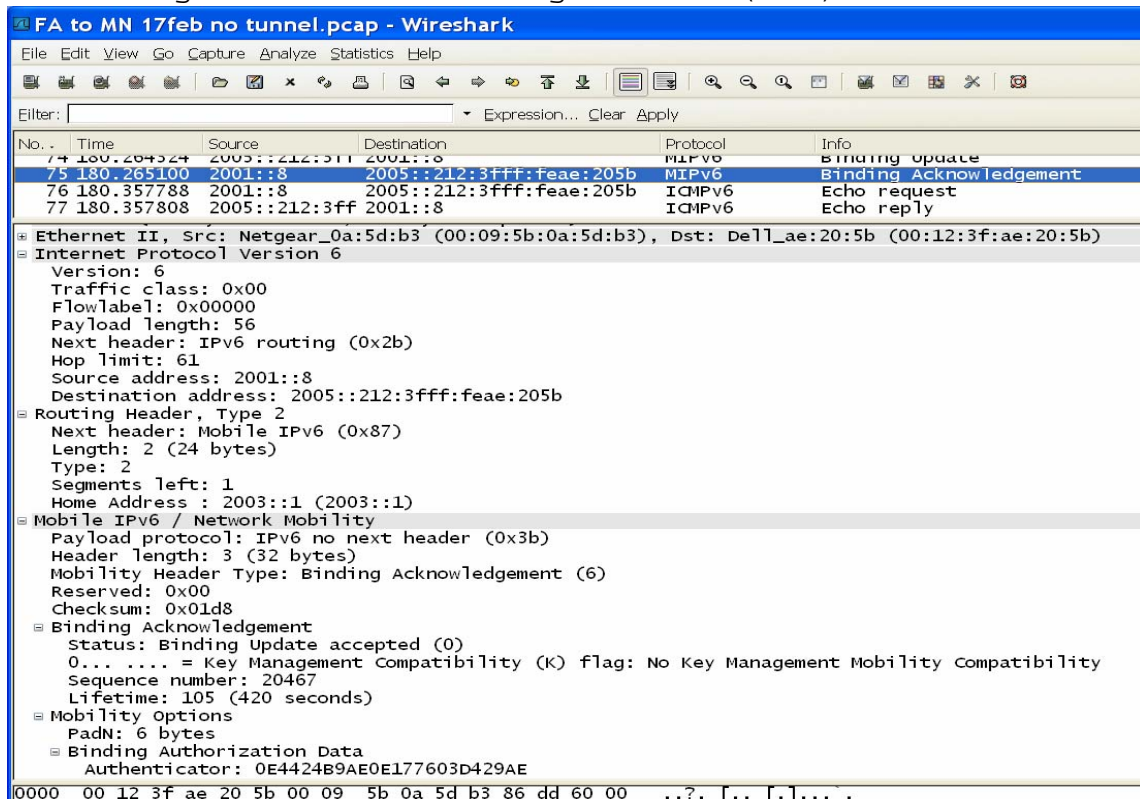 FA to MN 17feb no tunnel.pcap - Wireshark
File Edit View Go Capture Analyze Statistics Help
Filter: Expression... Clear Apply
No. . Time Source Destination Protocol Info
74 180.264324 2005::212:3ff 2001::8 MIPv6 Binding Update
75 180.265100 2001::8 2005::212:3fff:feae:205b MIPv6 Binding Acknowledgement
76 180.357788 2001::8 2005::212:3fff:feae:205b ICMPv6 Echo request
77 180.357808 2005::212:3ff 2001::8 ICMPv6 Echo reply
Ethernet II, Src: Netgear_0a:5d:b3 (00:09:5b:0a:5d:b3), Dst: Dell_ae:20:5b (00:12:3f:ae:20:5b)
Internet Protocol Version 6
Version: 6
Traffic class: 0x00
Flowlabel: 0x00000
Payload length: 56
Next header: IPv6 routing (0x2b)
Hop limit: 61
Source address: 2001::8
Destination address: 2005::212:3fff:feae:205b
Routing Header, Type 2
Next header: Mobile IPv6 (0x87)
Length: 2 (24 bytes)
Type: 2
Segments left: 1
Home Address : 2003::1 (2003::1)
Mobile IPv6 / Network Mobility
Payload protocol: IPv6 no next header (0x3b)
Header length: 3 (32 bytes)
Mobility Header Type: Binding Acknowledgement (6)
Reserved: 0x00
Checksum: 0x01d8
Binding Acknowledgement
Status: Binding Update accepted (0)
0... .... = Key Management Compatibility (K) flag: No Key Management Mobility Compatibility
Sequence number: 20467
Lifetime: 105 (420 seconds)
Mobility Options
PadN: 6 bytes
Binding Authorization Data
Authenticator: 0E4424B9AE0E177603D429AE
0000 00 12 3f ae 20 5b 00 09 5b 0a 5d b3 86 dd 60 00 ..?. [.. [.]...`.